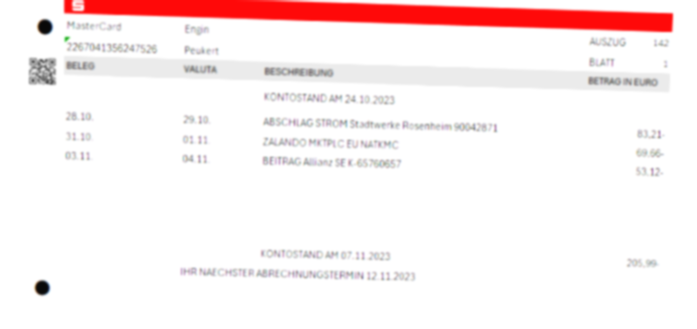 MasterCard Engin AUSZUG 142
2267041356247526 Peukert BLATT 1
BELEG VALUTA BESCHREIBUNG BETRAG IN EURO
KONTOSTAND AM 24.10.2023
28.10. 29.10. ABSCHLAG STROM Stadtwerke Rosenheim 90042871 83,21-
31.10. 01.11. ZALANDO MKTPLC EU NATKMC 69,66-
03.11. 04.11. BEITRAG Allianz SE K-65760657 53,12-
KONTOSTAND AM 07.11.2023 205,99-
IHR NAECHSTER ABRECHNUNGSTERMIN 12.11.2023